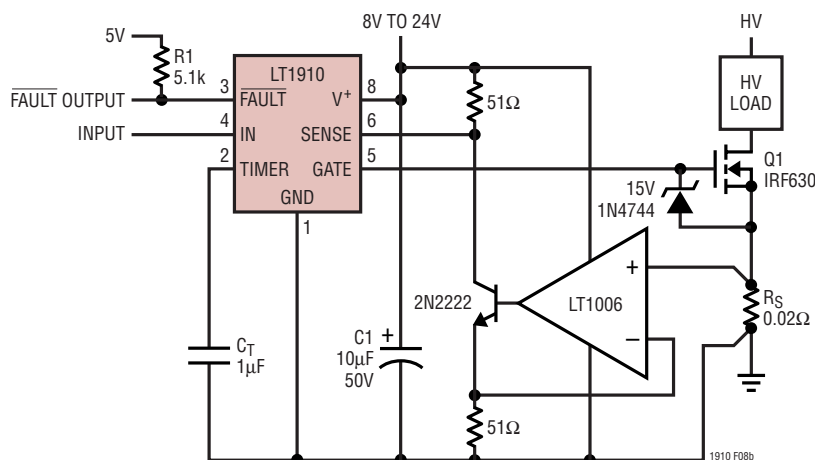 5V
R1
5.1k
FAULT OUTPUT
INPUT
LT1910
3
FAULT
V+
8
4
IN
SENSE
6
2
TIMER
GATE
5
GND
1
8V TO 24V
51Ω
HV
HV
LOAD
Q1
IRF630
15V
1N4744
+
LT1006
−
2N2222
RS
0.02Ω
CT
1µF
C1
10µF
50V
+
51Ω
1910 F08b